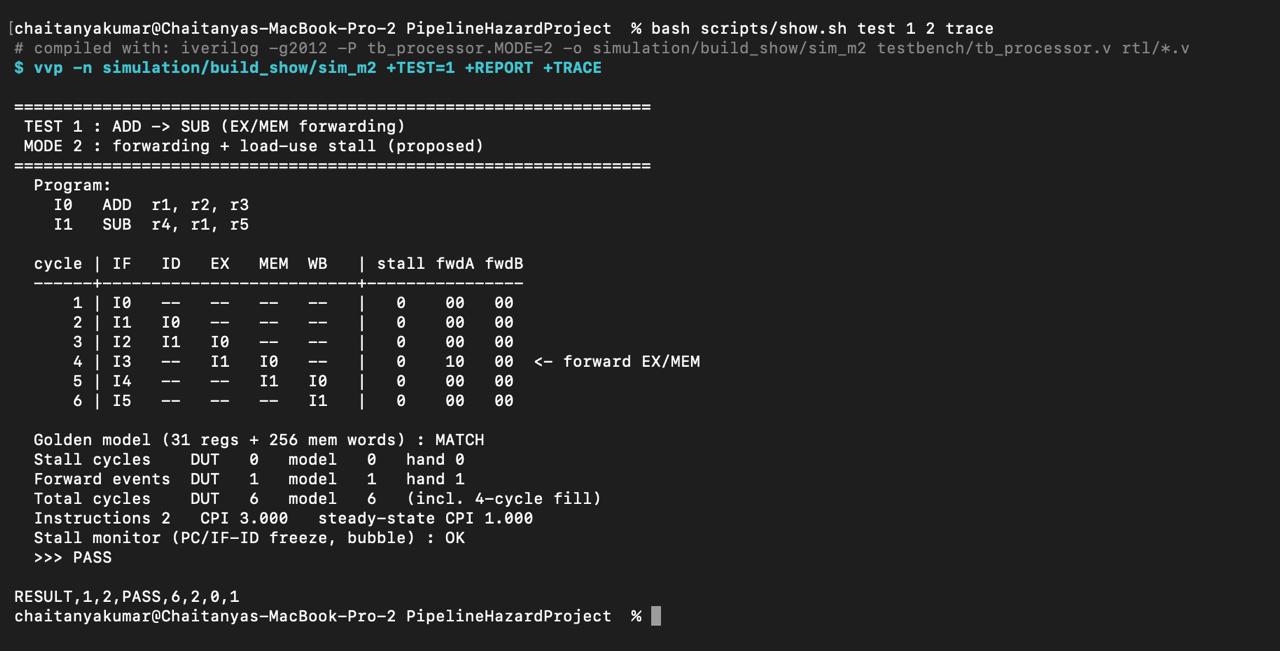 [chaitanyakumar@Chaitanyas-MacBook-Pro-2 PipelineHazardProject  % bash scripts/show.sh test 1 2 trace
# compiled with: iverilog -g2012 -P tb_processor.MODE=2 -o simulation/build_show/sim_m2 testbench/tb_processor.v rtl/*.v
$ vvp -n simulation/build_show/sim_m2 +TEST=1 +REPORT +TRACE
=================================================================
 TEST 1 : ADD -> SUB (EX/MEM forwarding)
 MODE 2 : forwarding + load-use stall (proposed)
=================================================================
  Program:
    I0   ADD  r1, r2, r3
    I1   SUB  r4, r1, r5
  cycle | IF   ID   EX   MEM  WB   | stall fwdA fwdB
  ------+--------------------------+----------------
      1 | I0   --   --   --   --   |   0    00   00
      2 | I1   I0   --   --   --   |   0    00   00
      3 | I2   I1   I0   --   --   |   0    00   00
      4 | I3   --   I1   I0   --   |   0    10   00  <- forward EX/MEM
      5 | I4   --   --   I1   I0   |   0    00   00
      6 | I5   --   --   --   I1   |   0    00   00
  Golden model (31 regs + 256 mem words) : MATCH
  Stall cycles    DUT   0   model   0   hand 0
  Forward events  DUT   1   model   1   hand 1
  Total cycles    DUT   6   model   6   (incl. 4-cycle fill)
  Instructions 2   CPI 3.000   steady-state CPI 1.000
  Stall monitor (PC/IF-ID freeze, bubble) : OK
  >>> PASS
RESULT,1,2,PASS,6,2,0,1
chaitanyakumar@Chaitanyas-MacBook-Pro-2 PipelineHazardProject  %